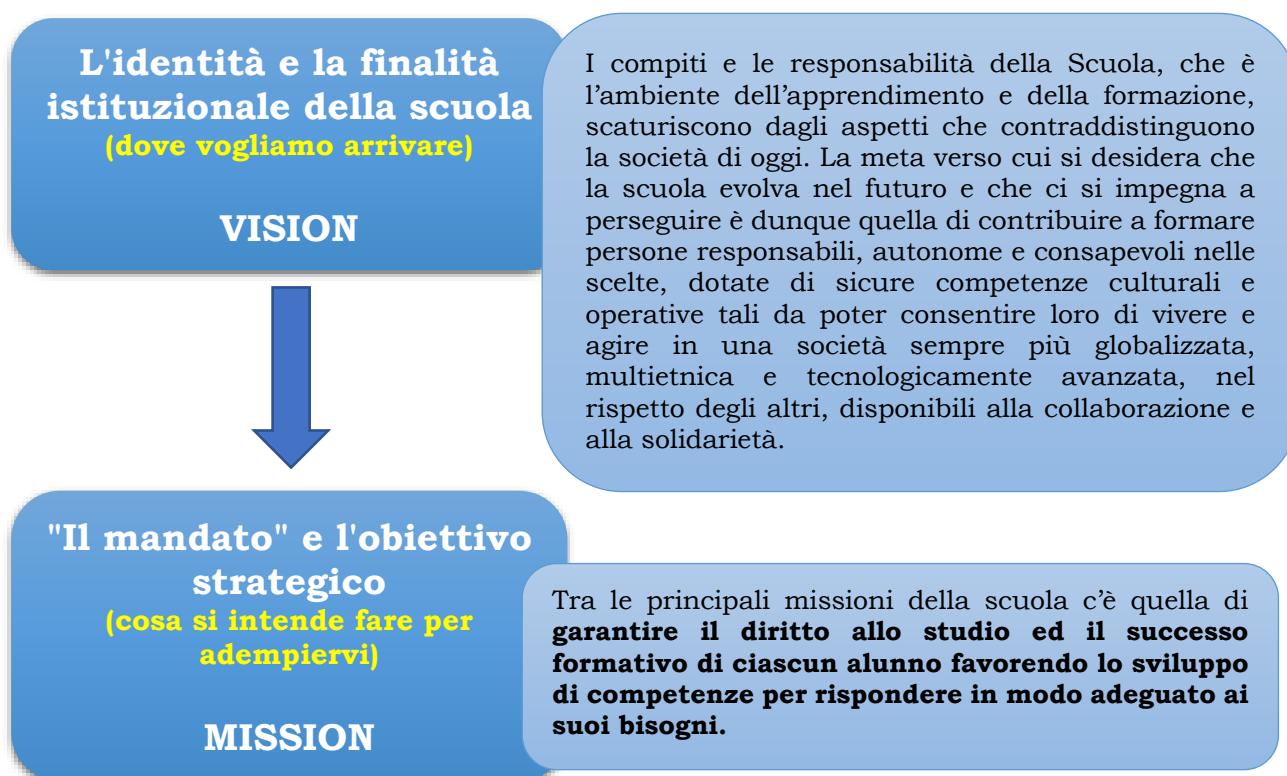 L'identità e la finalità
istituzionale della scuola
(dove vogliamo arrivare)
VISION
I compiti e le responsabilità della Scuola, che è
l’ambiente dell’apprendimento e della formazione,
scaturiscono dagli aspetti che contraddistinguono
la società di oggi. La meta verso cui si desidera che
la scuola evolva nel futuro e che ci si impegna a
perseguire è dunque quella di contribuire a formare
persone responsabili, autonome e consapevoli nelle
scelte, dotate di sicure competenze culturali e
operative tali da poter consentire loro di vivere e
agire in una società sempre più globalizzata,
multietnica e tecnologicamente avanzata, nel
rispetto degli altri, disponibili alla collaborazione e
alla solidarietà.
"Il mandato" e l'obiettivo
strategico
(cosa si intende fare per
adempiervi)
MISSION
Tra le principali missioni della scuola c’è quella di
garantire il diritto allo studio ed il successo
formativo di ciascun alunno favorendo lo sviluppo
di competenze per rispondere in modo adeguato ai
suoi bisogni.